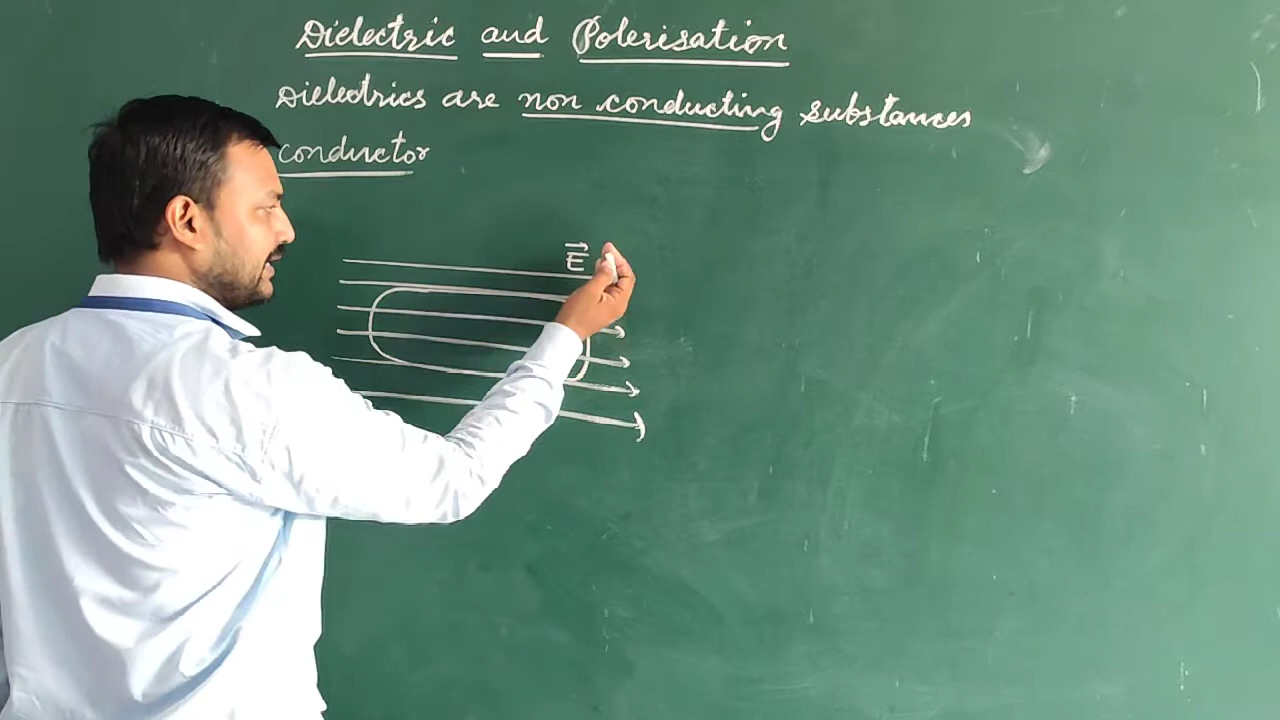 Dielectric and Polerisation
Dielectrics are non conducting substances
conductor
E